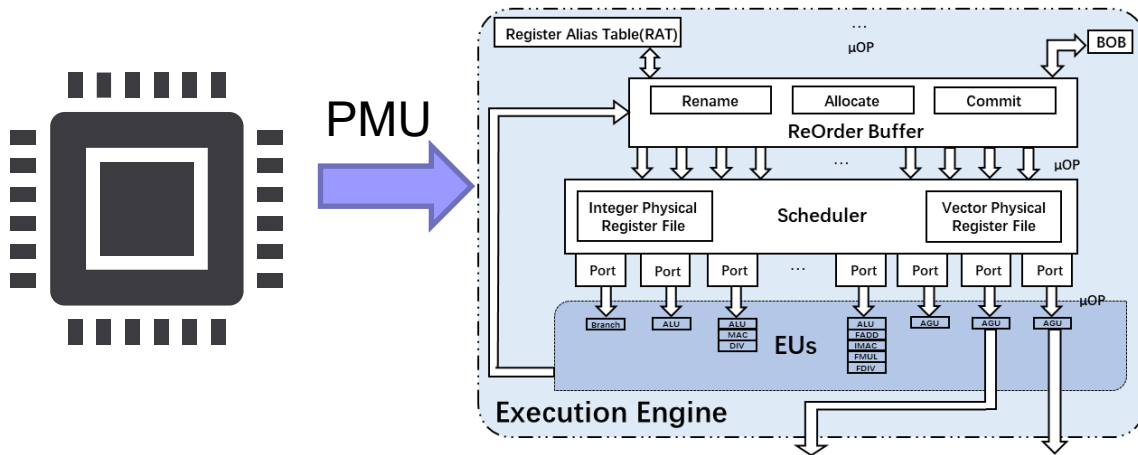 PMU
Register Alias Table(RAT)
...
μOP
BOB
Rename
Allocate
Commit
ReOrder Buffer
...
μOP
Integer Physical
Register File
Scheduler
Vector Physical
Register File
Port
Port
Port
...
Port
Port
Port
Port
μOP
Branch
ALU
ALU
MAC
DIV
EUs
ALU
FADD
IMAC
FMUL
FDIV
AGU
AGU
AGU
Execution Engine